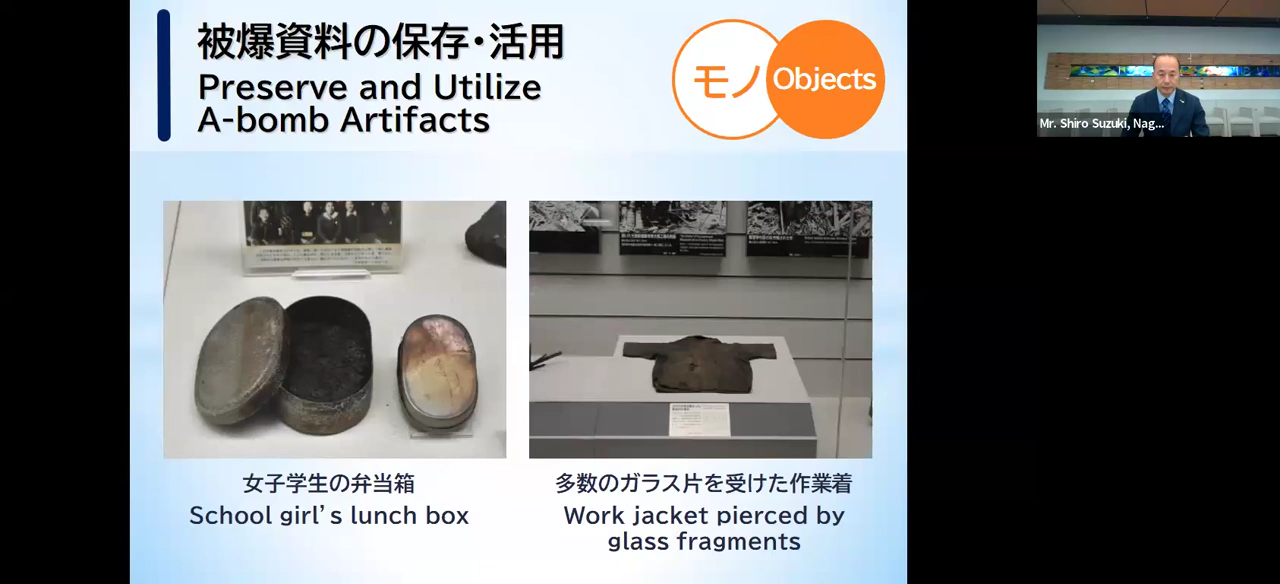 被爆資料の保存・活用
Preserve and Utilize
A-bomb Artifacts
モノ
Objects
Mr. Shiro Suzuki, Nag...
女子学生の弁当箱
School girl's lunch box
多数のガラス片を受けた作業着
Work jacket pierced by
glass fragments